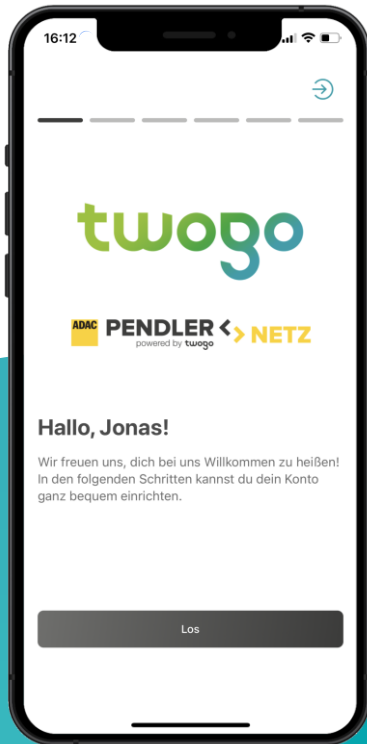 16:12
twogo
ADAC PENDLER <> NETZ
powered by twogo
Hallo, Jonas!
Wir freuen uns, dich bei uns Willkommen zu heißen!
In den folgenden Schritten kannst du dein Konto
ganz bequem einrichten.
Los